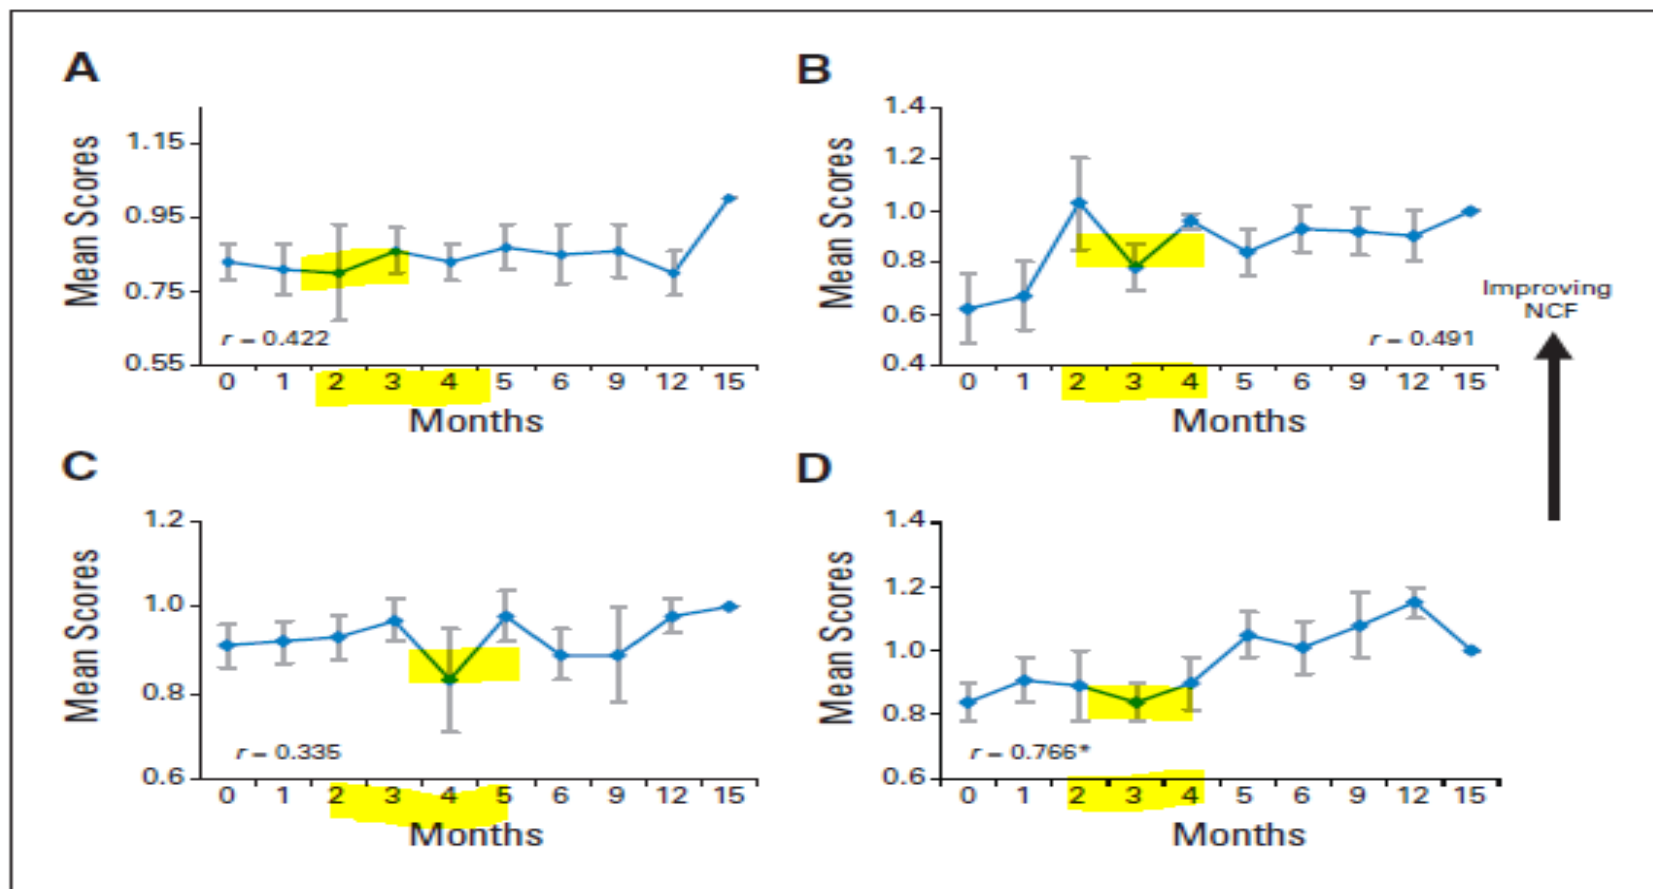 A
Mean Scores
1.15
0.95
0.75
0.55
r = 0.422
0 1 2 3 4 5 6 9 12 15
Months
B
Mean Scores
1.4
1.2
1.0
0.8
0.6
0.4
r = 0.491
0 1 2 3 4 5 6 9 12 15
Months
Improving
NCF
C
Mean Scores
1.2
1.0
0.8
0.6
r = 0.335
0 1 2 3 4 5 6 9 12 15
Months
D
Mean Scores
1.4
1.2
1.0
0.8
0.6
r = 0.766*
0 1 2 3 4 5 6 9 12 15
Months